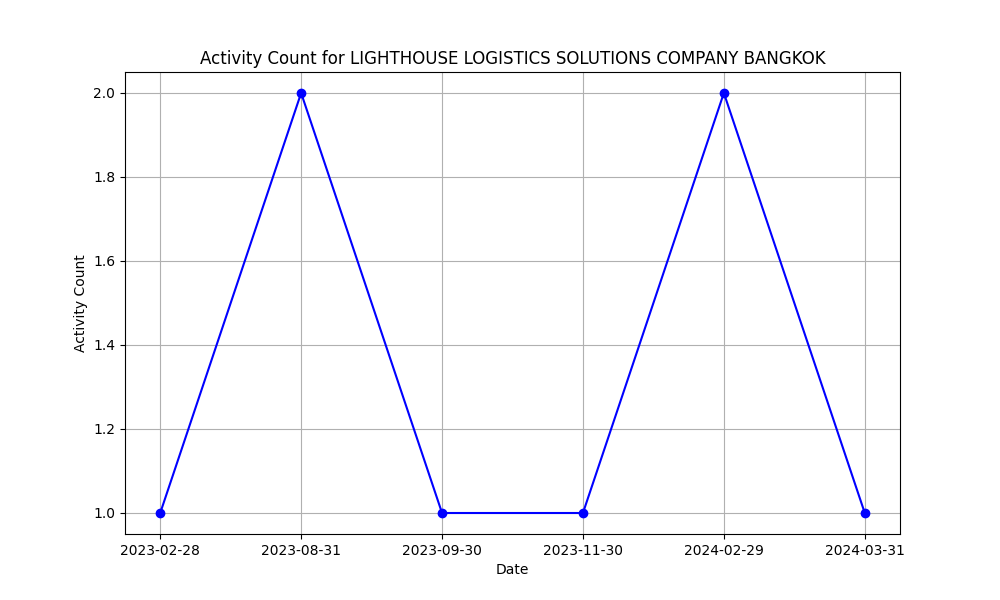 Activity Count for LIGHTHOUSE LOGISTICS SOLUTIONS COMPANY BANGKOK
2.0
1.8
1.6
1.4
1.2
1.0
Activity Count
2023-02-28 2023-08-31 2023-09-30 2023-11-30 2024-02-29 2024-03-31
Date